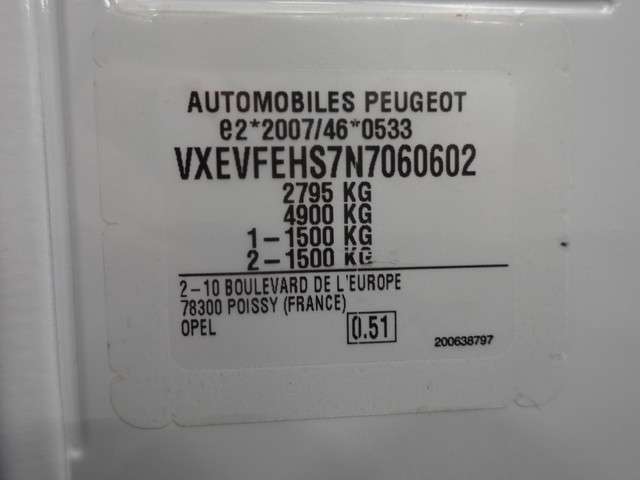 AUTOMOBILES PEUGEOT
e2*2007/46*0533
VXEVFEHS7N7060602
2795 KG
4900 KG
1-1500 KG
2-1500 KG
2-10 BOULEVARD DE L'EUROPE
78300 POISSY (FRANCE)
OPEL 0.51 200638797